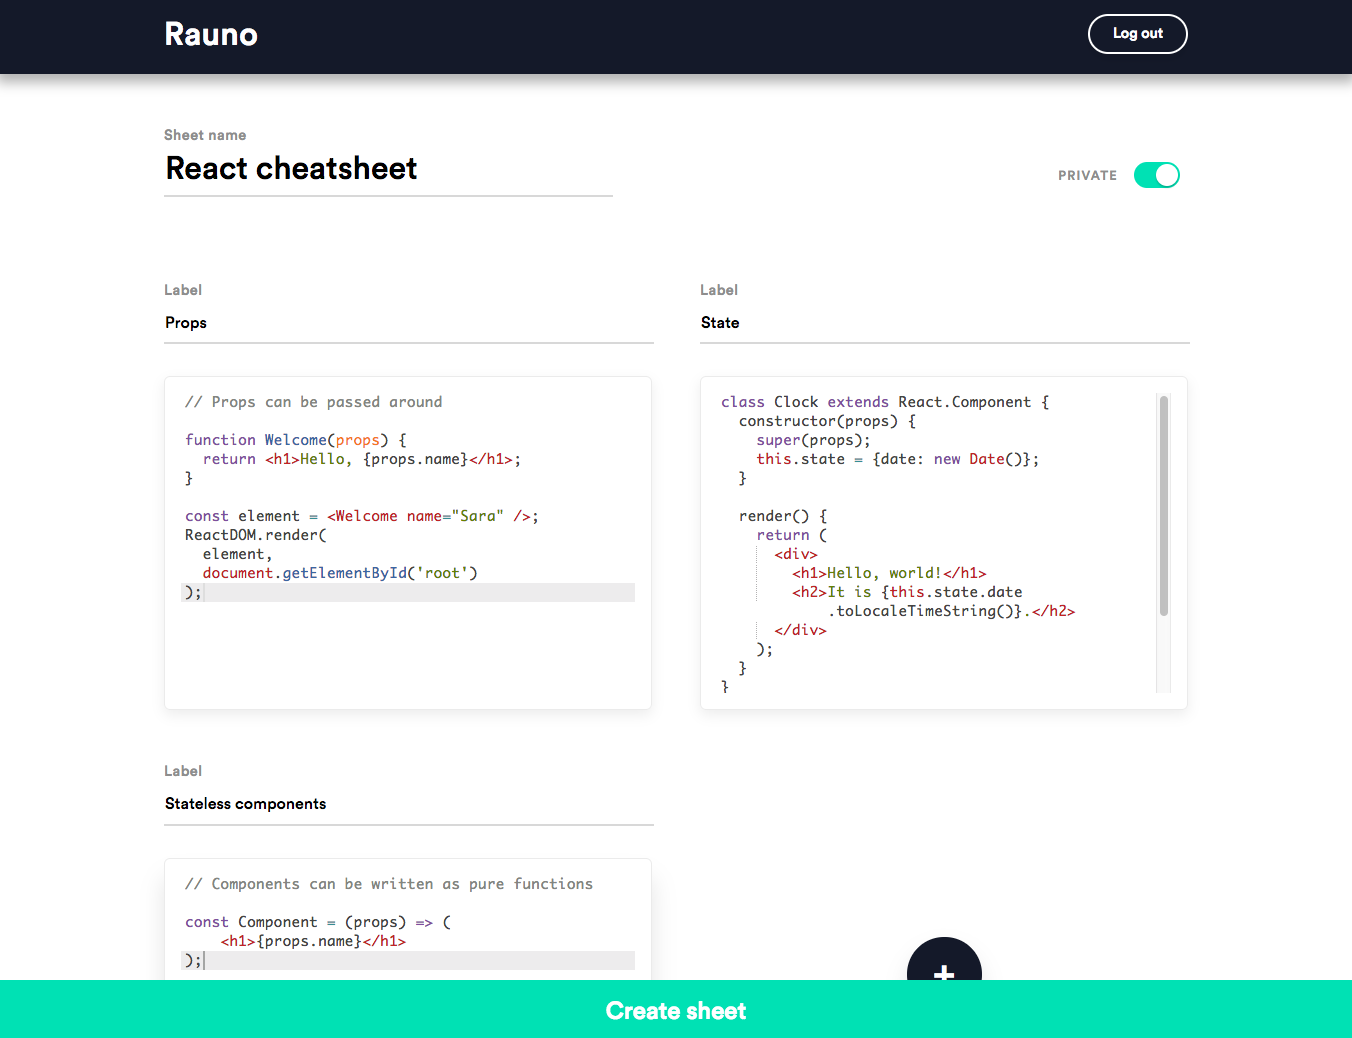 Rauno
Log out
Sheet name
React cheatsheet
PRIVATE
Label
Props
// Props can be passed around
function Welcome(props) {
  return <h1>Hello, {props.name}</h1>;
}
const element = <Welcome name="Sara" />;
ReactDOM.render(
  element,
  document.getElementById('root')
);
Label
State
class Clock extends React.Component {
  constructor(props) {
    super(props);
    this.state = {date: new Date()};
  }
  render() {
    return (
      <div>
        <h1>Hello, world!</h1>
        <h2>It is {this.state.date
            .toLocaleTimeString()}.</h2>
      </div>
    );
  }
}
Label
Stateless components
// Components can be written as pure functions
const Component = (props) => (
    <h1>{props.name}</h1>
);
+
Create sheet